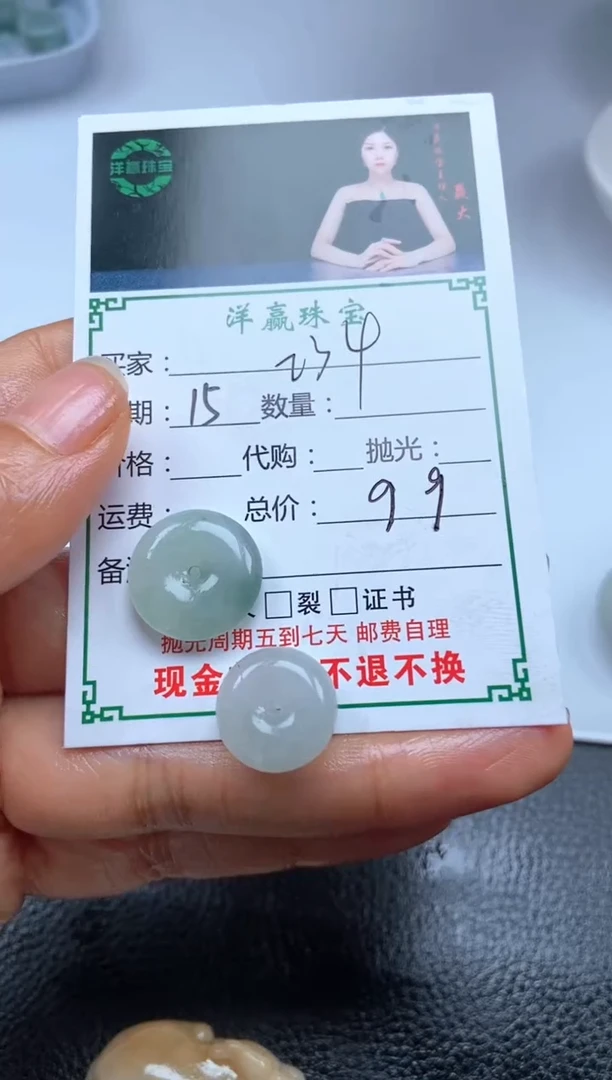 洋赢珠宝
洋赢珠宝
买家：
期：15 数量：
价格： 代购： 抛光：
运费： 总价：99
备
裂 证书
抛光周期五到七天 邮费自理
现金 不退不换